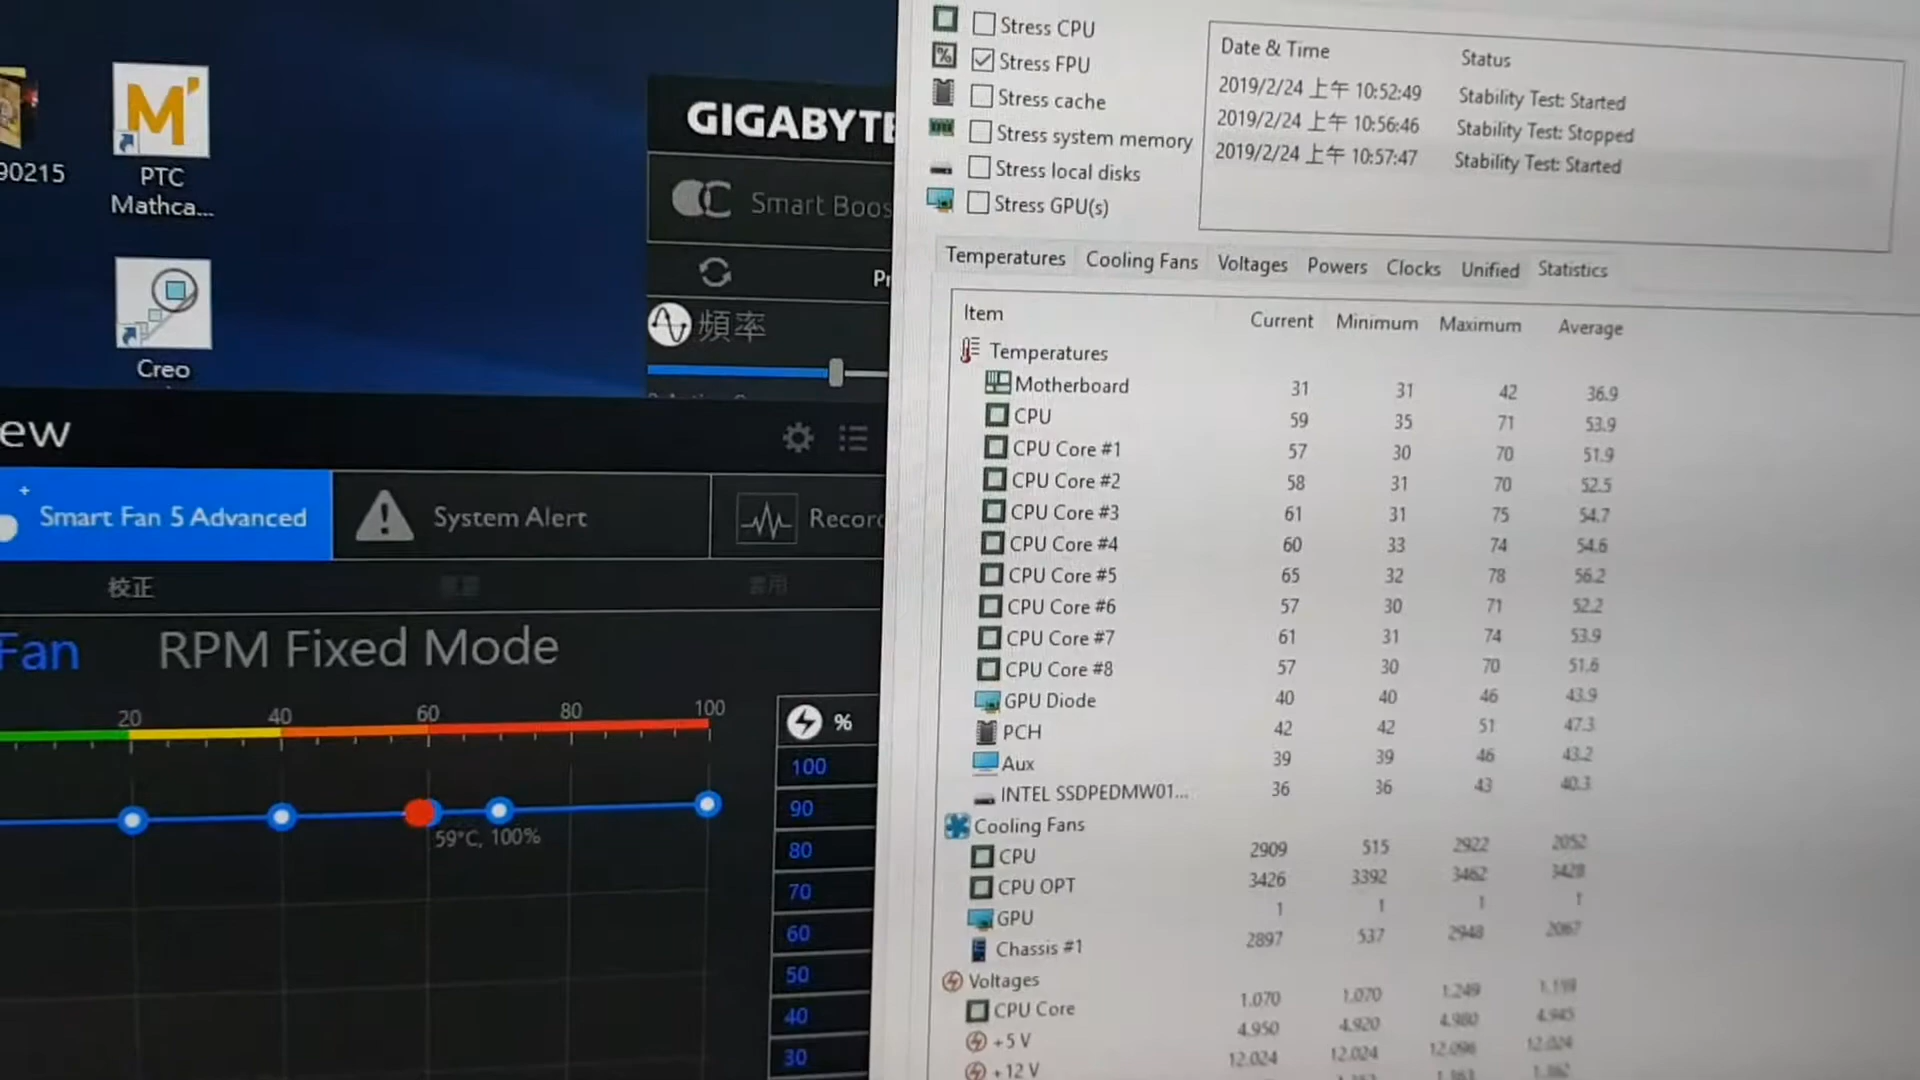 90215
PTC
Mathca...
Creo
GIGABYTE
Smart Boos
Pr
頻率
ew
Smart Fan 5 Advanced
System Alert
Recor
校正
套用
Fan
RPM Fixed Mode
20 40 60 80 100
59°C, 100%
%
100
90
80
70
60
50
40
30
Stress CPU
Stress FPU
Stress cache
Stress system memory
Stress local disks
Stress GPU(s)
Date & Time Status
2019/2/24 上午 10:52:49 Stability Test: Started
2019/2/24 上午 10:56:46 Stability Test: Stopped
2019/2/24 上午 10:57:47 Stability Test: Started
Temperatures Cooling Fans Voltages Powers Clocks Unified Statistics
Item Current Minimum Maximum Average
Temperatures
Motherboard 31 31 42 36.9
CPU 59 35 71 53.9
CPU Core #1 57 30 70 51.9
CPU Core #2 58 31 70 52.5
CPU Core #3 61 31 75 54.7
CPU Core #4 60 33 74 54.6
CPU Core #5 65 32 78 56.2
CPU Core #6 57 30 71 52.2
CPU Core #7 61 31 74 53.9
CPU Core #8 57 30 70 51.6
GPU Diode 40 40 46 43.9
PCH 42 42 51 47.3
Aux 39 39 46 43.2
INTEL SSDPEDMW01... 36 36 43 40.3
Cooling Fans
CPU 2909 515 2922 2052
CPU OPT 3426 3392 3462 3428
GPU 1 1 1 1
Chassis #1 2897 537 2948 2067
Voltages
CPU Core 1.070 1.070 1.249 1.199
+5 V 4.950 4.920 4.980 4.945
+12 V 12.024 12.024 12.096 12.024